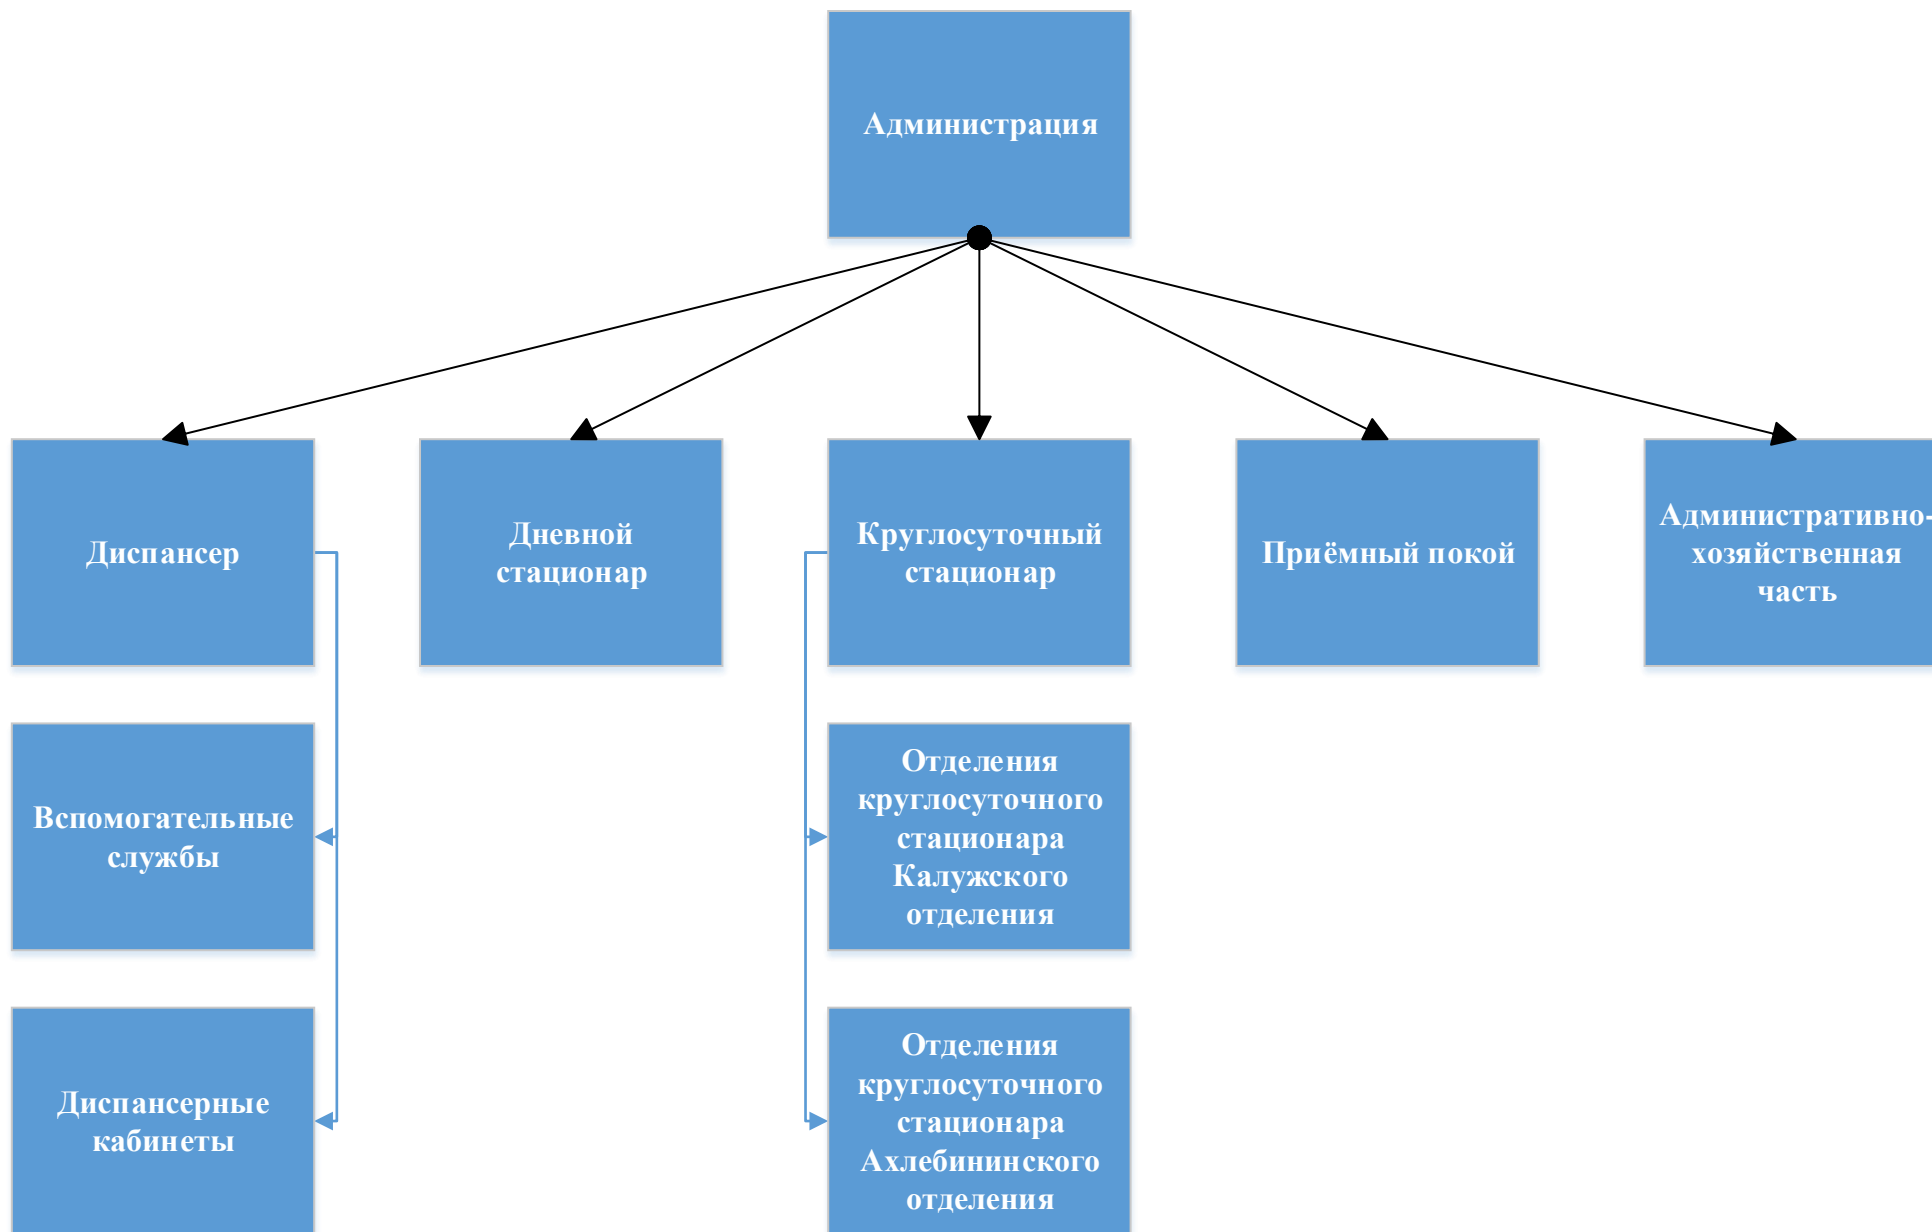 Администрация
Диспансер
Дневной
стационар
Круглосуточный
стационар
Приёмный покой
Административно-
хозяйственная
часть
Вспомогательные
службы
Отделения
круглосуточного
стационара
Калужского
отделения
Диспансерные
кабинеты
Отделения
круглосуточного
стационара
Ахлебининского
отделения